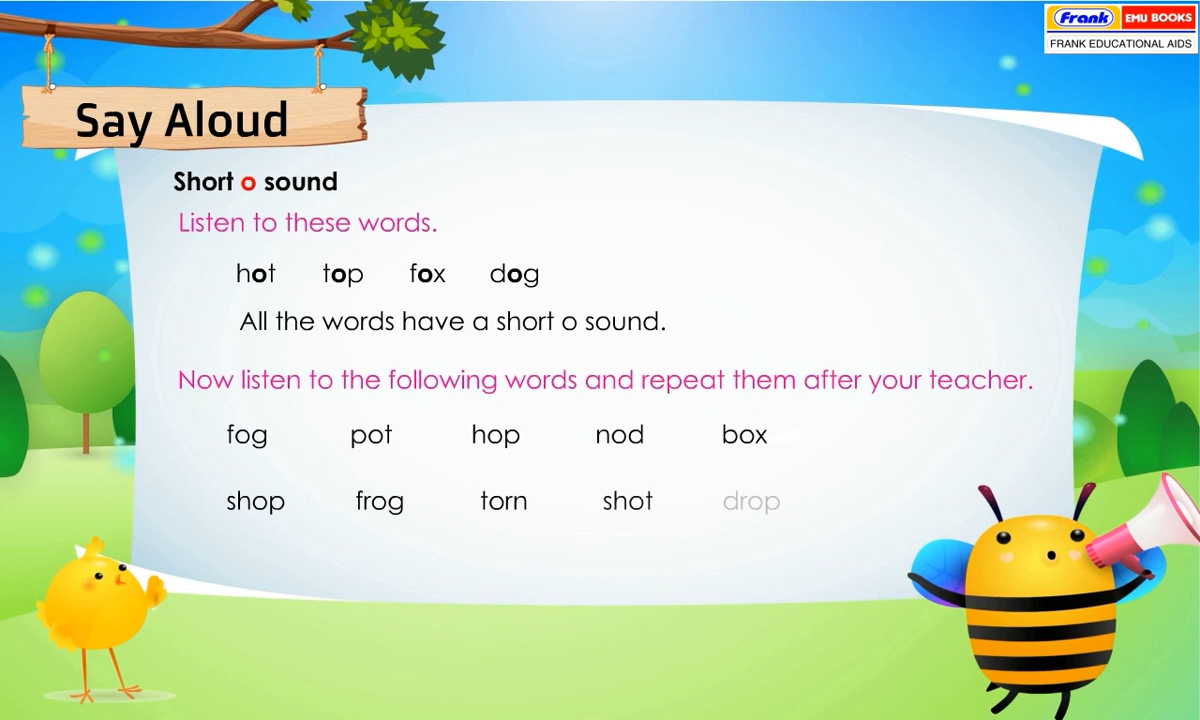 Frank EMU BOOKS
FRANK EDUCATIONAL AIDS
Say Aloud
Short o sound
Listen to these words.
hot top fox dog
All the words have a short o sound.
Now listen to the following words and repeat them after your teacher.
fog pot hop nod box
shop frog torn shot drop